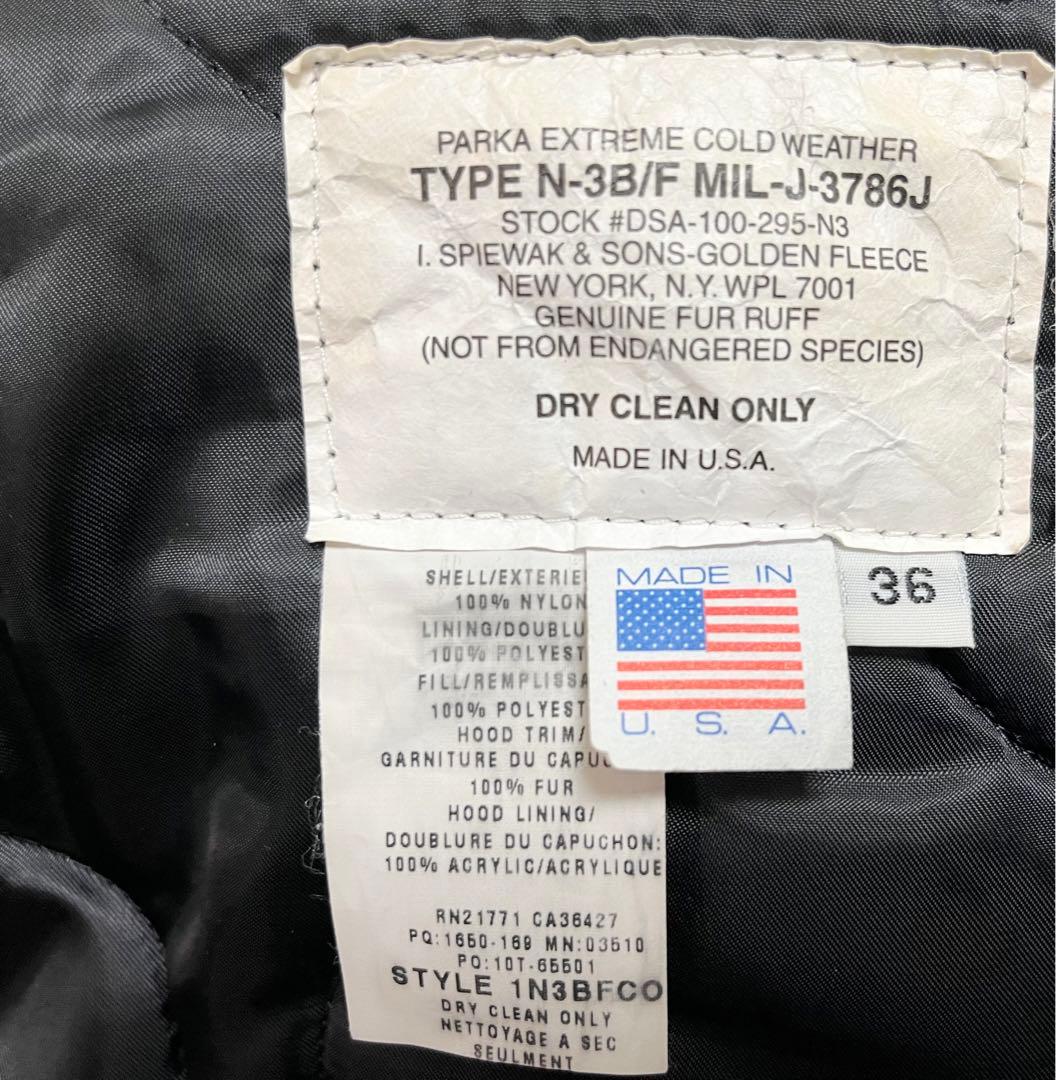 PARKA EXTREME COLD WEATHER
TYPE N-3B/F MIL-J-3786J
STOCK #DSA-100-295-N3
I. SPIEWAK & SONS-GOLDEN FLEECE
NEW YORK, N.Y. WPL 7001
GENUINE FUR RUFF
(NOT FROM ENDANGERED SPECIES)
DRY CLEAN ONLY
MADE IN U.S.A.
MADE IN
U. S. A.
36
SHELL/EXTERIE
100% NYLON
LINING/DOUBLU
100% POLYEST
FILL/REMPLISSA
100% POLYEST
HOOD TRIM/
GARNITURE DU CAPUC
100% FUR
HOOD LINING/
DOUBLURE DU CAPUCHON:
100% ACRYLIC/ACRYLIQUE
RN21771 CA36427
PQ:1650-169 MN:03510
PO:10T-65501
STYLE 1N3BFCO
DRY CLEAN ONLY
NETTOYAGE A SEC
SEULMENT